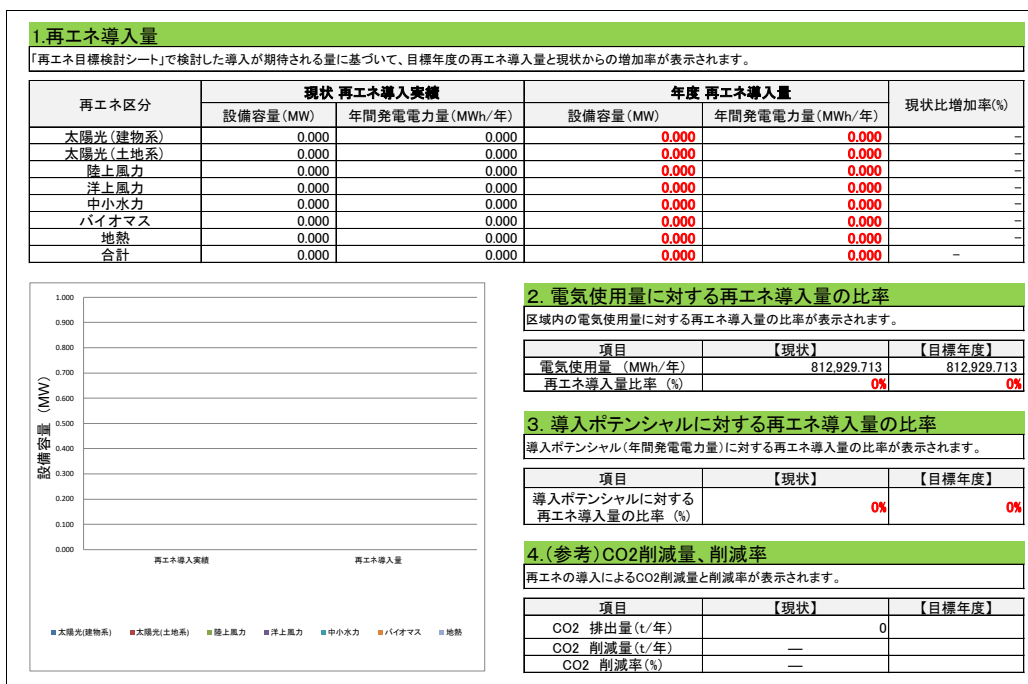 1.再エネ導入量
「再エネ目標検討シート」で検討した導入が期待される量に基づいて、目標年度の再エネ導入量と現状からの増加率が表示されます。
再エネ区分 現状 再エネ導入実績 年度 再エネ導入量 現状比増加率(%)
設備容量(MW) 年間発電電力量(MWh/年) 設備容量(MW) 年間発電電力量(MWh/年)
太陽光(建物系) 0.000 0.000 0.000 0.000 –
太陽光(土地系) 0.000 0.000 0.000 0.000 –
陸上風力 0.000 0.000 0.000 0.000 –
洋上風力 0.000 0.000 0.000 0.000 –
中小水力 0.000 0.000 0.000 0.000 –
バイオマス 0.000 0.000 0.000 0.000 –
地熱 0.000 0.000 0.000 0.000 –
合計 0.000 0.000 0.000 0.000 –
設備容量 (MW)
1.000
0.900
0.800
0.700
0.600
0.500
0.400
0.300
0.200
0.100
0.000
再エネ導入実績 再エネ導入量
太陽光(建物系) 太陽光(土地系) 陸上風力 洋上風力 中小水力 バイオマス 地熱
2. 電気使用量に対する再エネ導入量の比率
区域内の電気使用量に対する再エネ導入量の比率が表示されます。
項目 【現状】 【目標年度】
電気使用量 (MWh/年) 812,929.713 812,929.713
再エネ導入量比率 (%) 0% 0%
3. 導入ポテンシャルに対する再エネ導入量の比率
導入ポテンシャル(年間発電電力量)に対する再エネ導入量の比率が表示されます。
項目 【現状】 【目標年度】
導入ポテンシャルに対する
再エネ導入量の比率 (%) 0% 0%
4.(参考)CO2削減量、削減率
再エネの導入によるCO2削減量と削減率が表示されます。
項目 【現状】 【目標年度】
CO2 排出量(t/年) 0
CO2 削減量(t/年) —
CO2 削減率(%) —